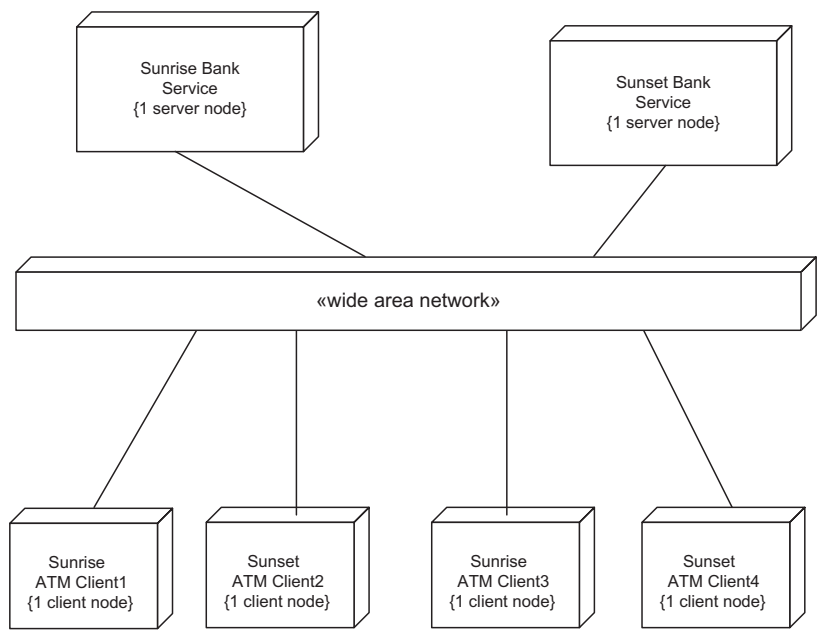 Sunrise Bank
Service
{1 server node}
Sunset Bank
Service
{1 server node}
«wide area network»
Sunrise
ATM Client1
{1 client node}
Sunset
ATM Client2
{1 client node}
Sunrise
ATM Client3
{1 client node}
Sunset
ATM Client4
{1 client node}